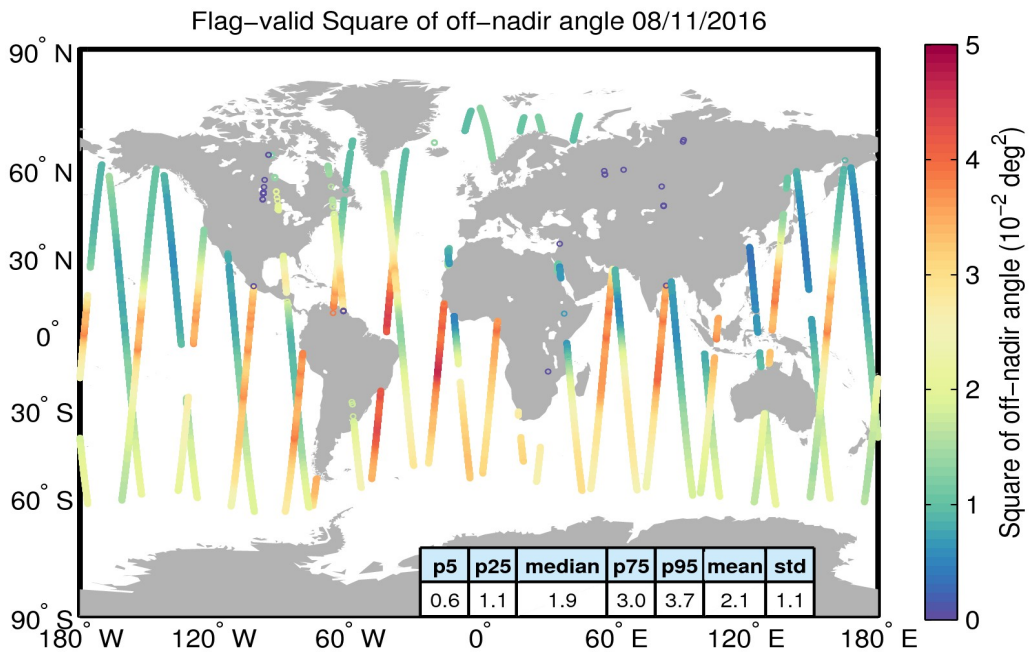 Flag−valid Square of off−nadir angle 08/11/2016
90° N
60° N
30° N
0°
30° S
60° S
90° S
180° W
120° W
60° W
0°
60° E
120° E
180° E
p5 p25 median p75 p95 mean std
0.6 1.1 1.9 3.0 3.7 2.1 1.1
5
4
3
2
1
0
Square of off−nadir angle (10⁻² deg²)